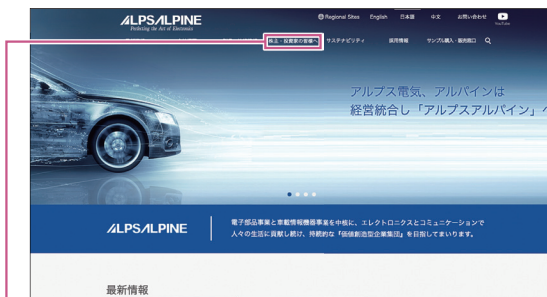 ALPSALPINE
Perfecting the Art of Electronics
Regional Sites English 日本語 中文 お問い合わせ
YouTube
株主・投資家の皆様へ サステナビリティ 採用情報 サンプル購入・販売窓口
アルプス電気、アルパインは
経営統合し「アルプスアルパイン」へ
ALPSALPINE
電子部品事業と車載情報機器事業を中核に、エレクトロニクスとコミュニケーションで
人々の生活に貢献し続け、持続的な「価値創造型企業集団」を目指してまいります。
最新情報